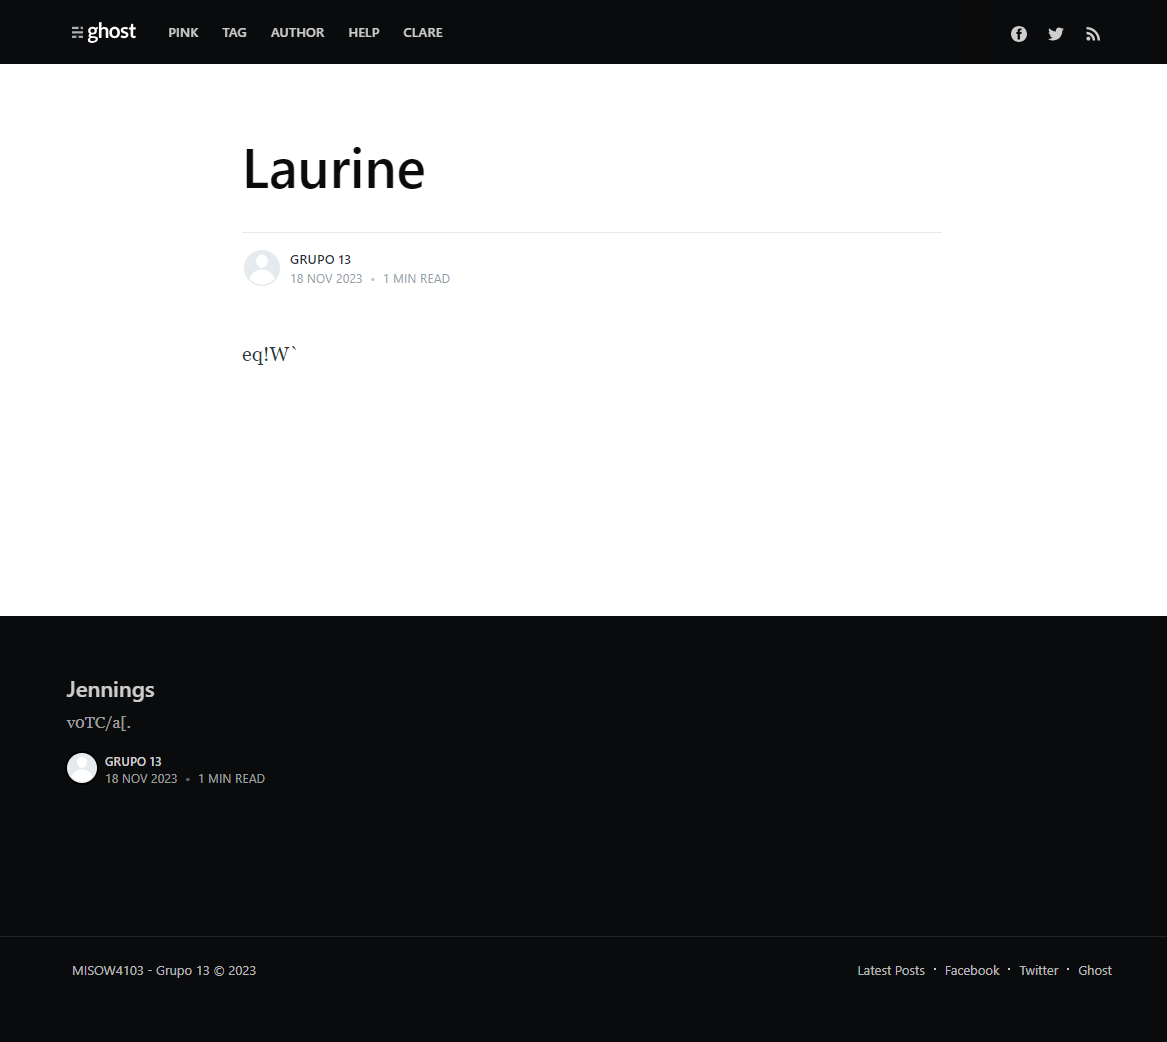 ghost PINK TAG AUTHOR HELP CLARE
Laurine
GRUPO 13
18 NOV 2023 • 1 MIN READ
eq!W`
Jennings
voTC/a[.
GRUPO 13
18 NOV 2023 • 1 MIN READ
MISOW4103 - Grupo 13 © 2023 Latest Posts · Facebook · Twitter · Ghost